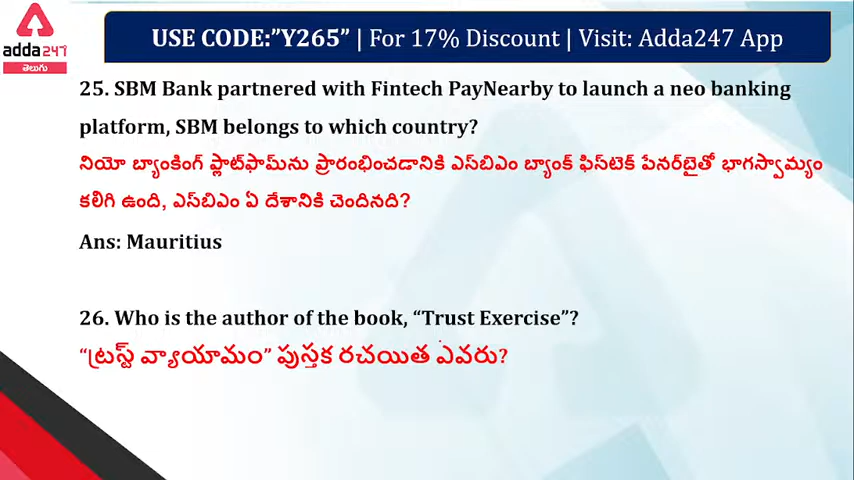 adda247
తెలుగు
USE CODE:”Y265” | For 17% Discount | Visit: Adda247 App
25. SBM Bank partnered with Fintech PayNearby to launch a neo banking
platform, SBM belongs to which country?
నియో బ్యాంకింగ్ ప్లాట్‌ఫామ్‌ను ప్రారంభించడానికి ఎస్‌బిఎం బ్యాంక్ ఫిన్‌టెక్ పేనర్‌బైతో భాగస్వామ్యం
కలిగి ఉంది, ఎస్‌బిఎం ఏ దేశానికి చెందినది?
Ans: Mauritius
26. Who is the author of the book, “Trust Exercise”?
“ట్రస్ట్ వ్యాయామం” పుస్తక రచయిత ఎవరు?